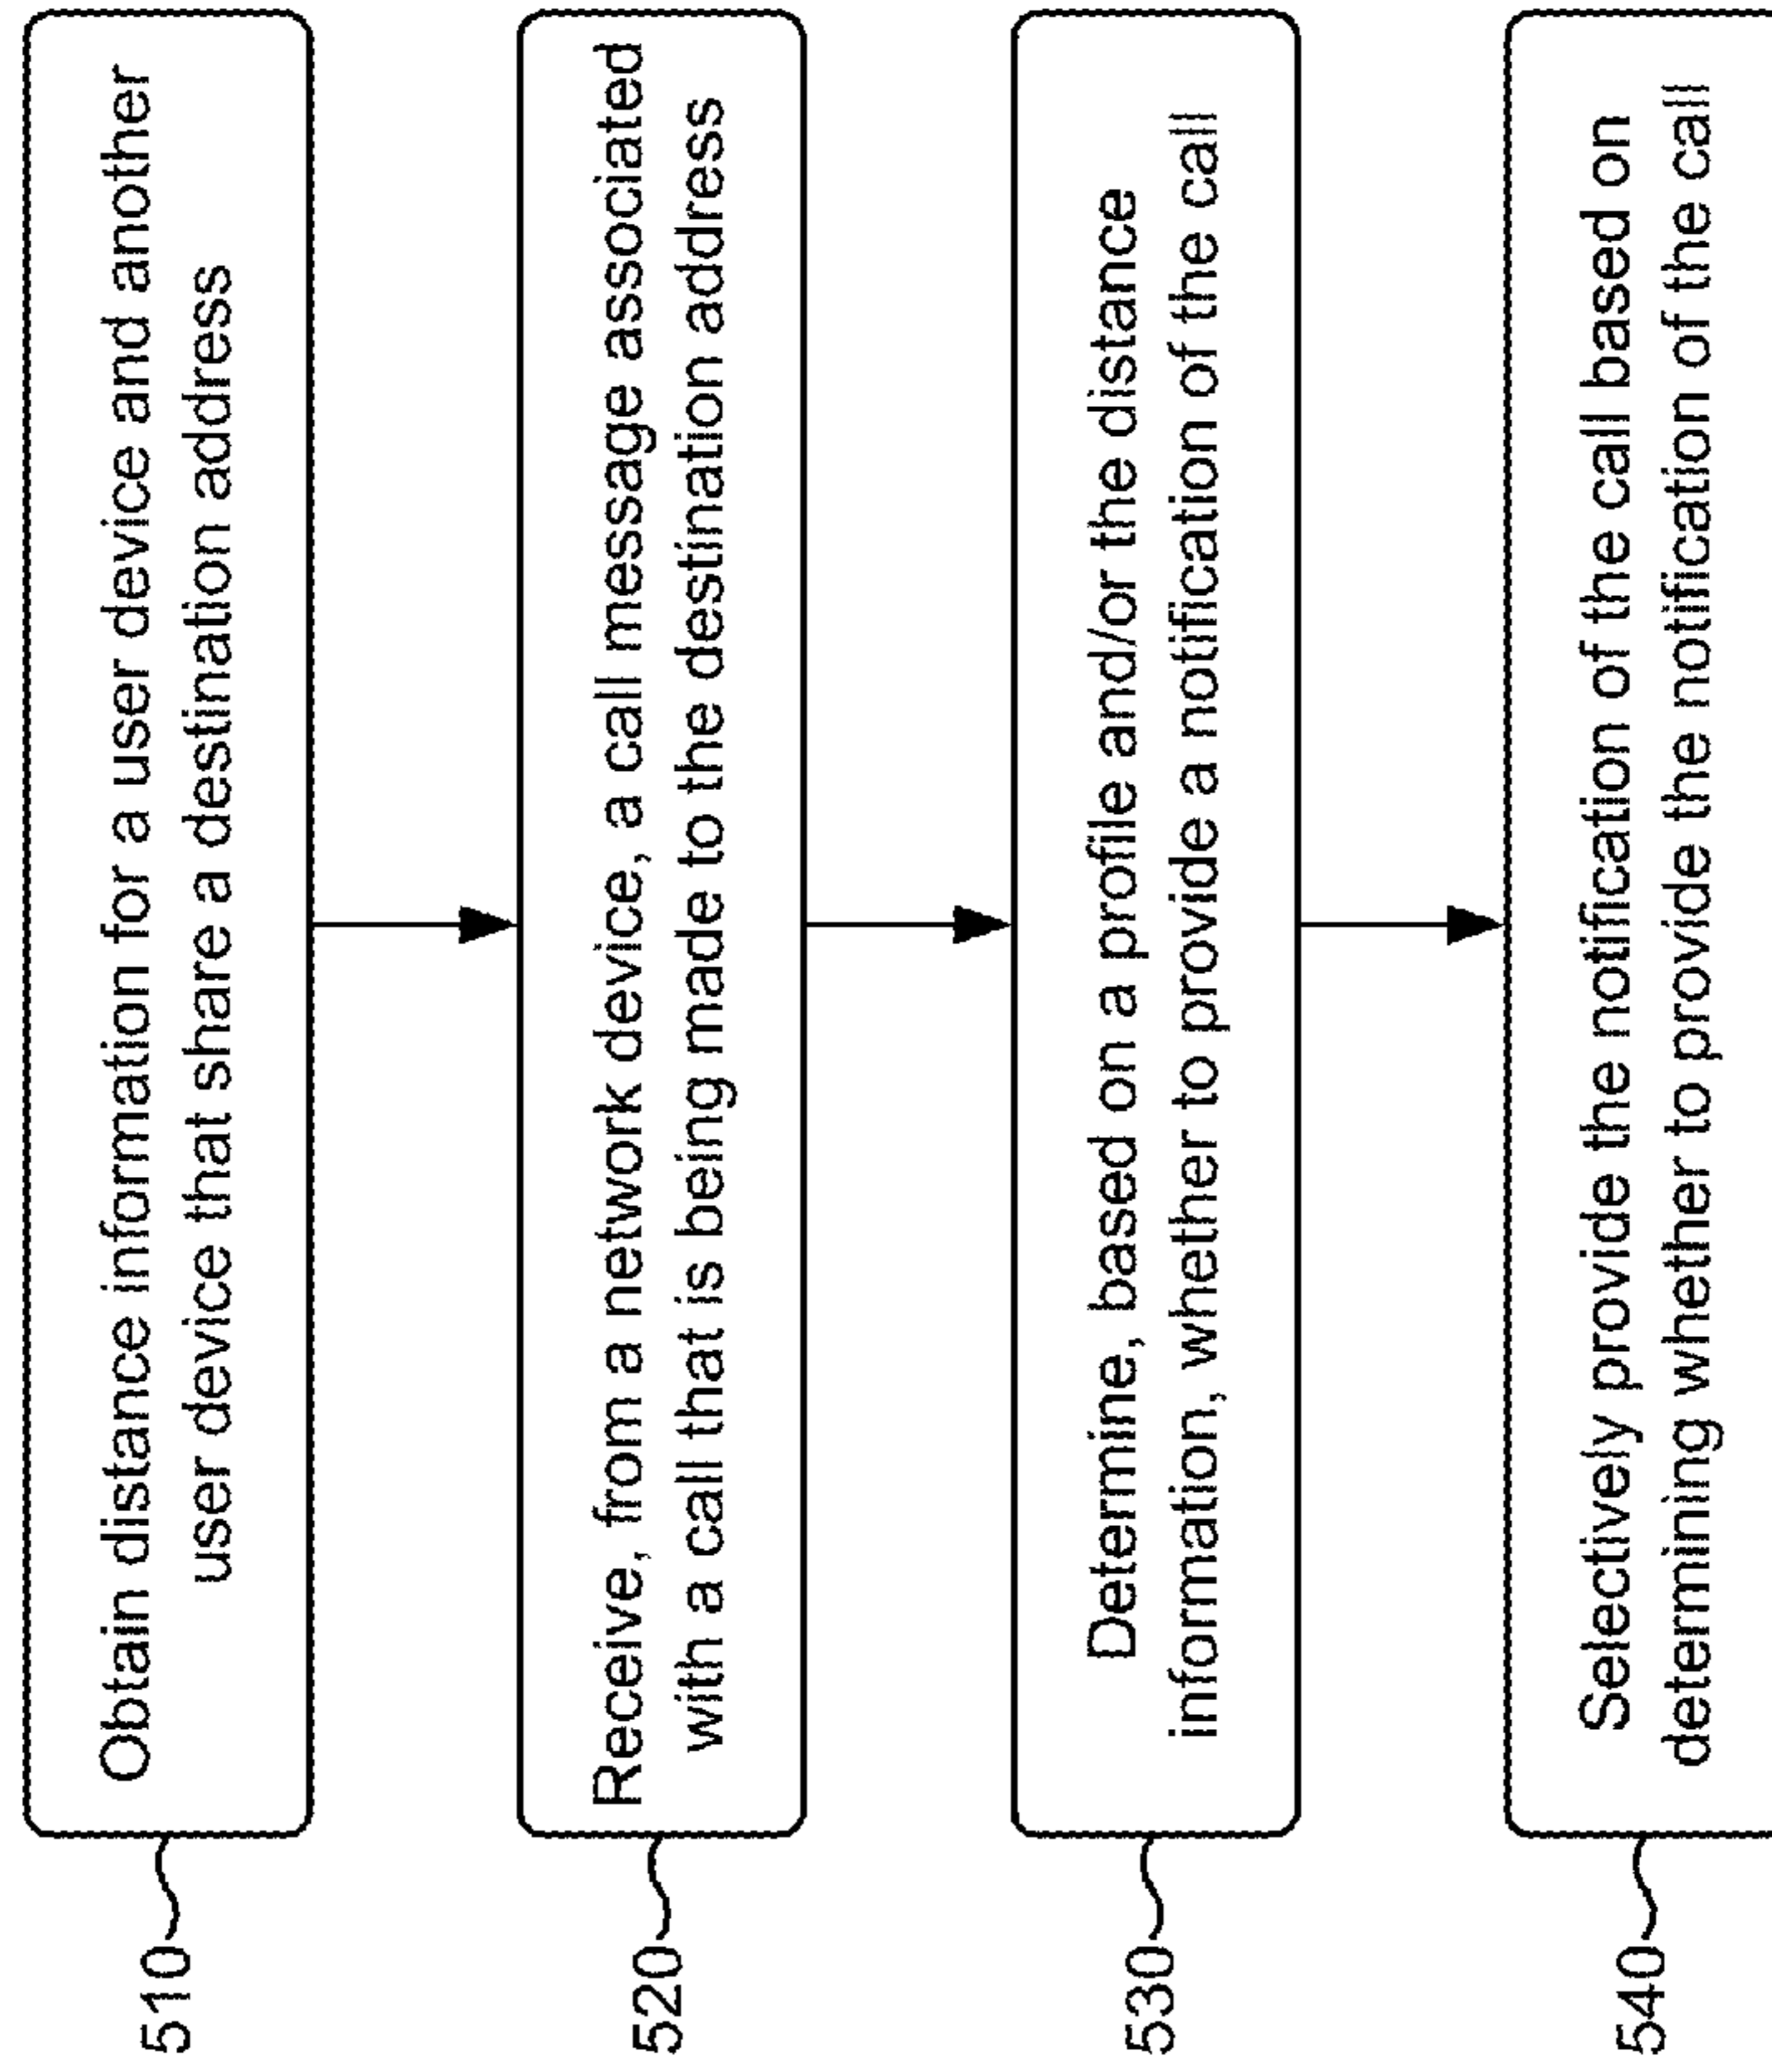 510
Obtain distance information for a user device and another
user device that share a destination address
520
Receive, from a network device, a call message associated
with a call that is being made to the destination address
530
Determine, based on a profile and/or the distance
information, whether to provide a notification of the call
540
Selectively provide the notification of the call based on
determining whether to provide the notification of the call